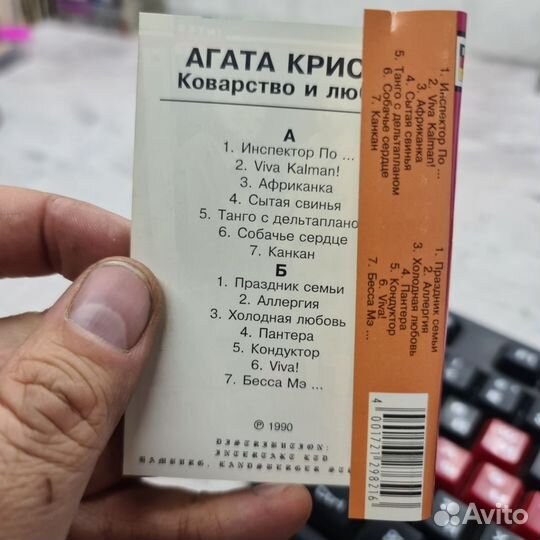 АГАТА КРИС
Коварство и люб
А
1. Инспектор По ...
2. Viva Kalman!
3. Африканка
4. Сытая свинья
5. Танго с дельтаплано
6. Собачье сердце
7. Канкан
Б
1. Праздник семьи
2. Аллергия
3. Холодная любовь
4. Пантера
5. Кондуктор
6. Viva!
7. Бесса Мэ ...
℗ 1990
1. Инспектор По ...
2. Viva Kalman!
3. Африканка
4. Сытая свинья
5. Танго с дельтапланом
6. Собачье сердце
7. Канкан
1. Праздник семьи
2. Аллергия
3. Холодная любовь
4. Пантера
5. Кондуктор
6. Viva!
7. Бесса Мэ ...
4 001721 298216
Avito